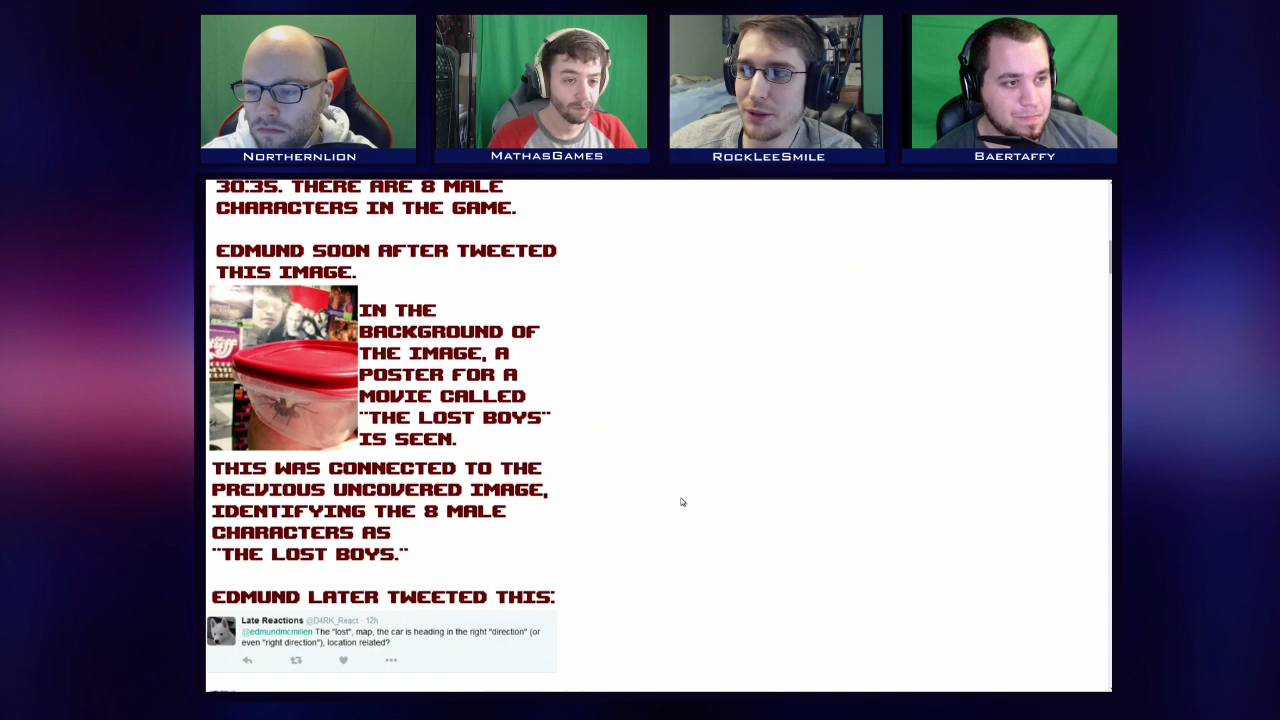 NORTHERNLION
MATHASGAMES
ROCKLEESMILE
BAERTAFFY
30:35. THERE ARE 8 MALE
CHARACTERS IN THE GAME.
EDMUND SOON AFTER TWEETED
THIS IMAGE.
IN THE
BACKGROUND OF
THE IMAGE, A
POSTER FOR A
MOVIE CALLED
"THE LOST BOYS"
IS SEEN.
THIS WAS CONNECTED TO THE
PREVIOUS UNCOVERED IMAGE,
IDENTIFYING THE 8 MALE
CHARACTERS AS
"THE LOST BOYS."
EDMUND LATER TWEETED THIS:
Late Reactions @D4RK_React · 12h
@edmundmcmillen The "lost", map, the car is heading in the right "direction" (or
even "right direction"), location related?